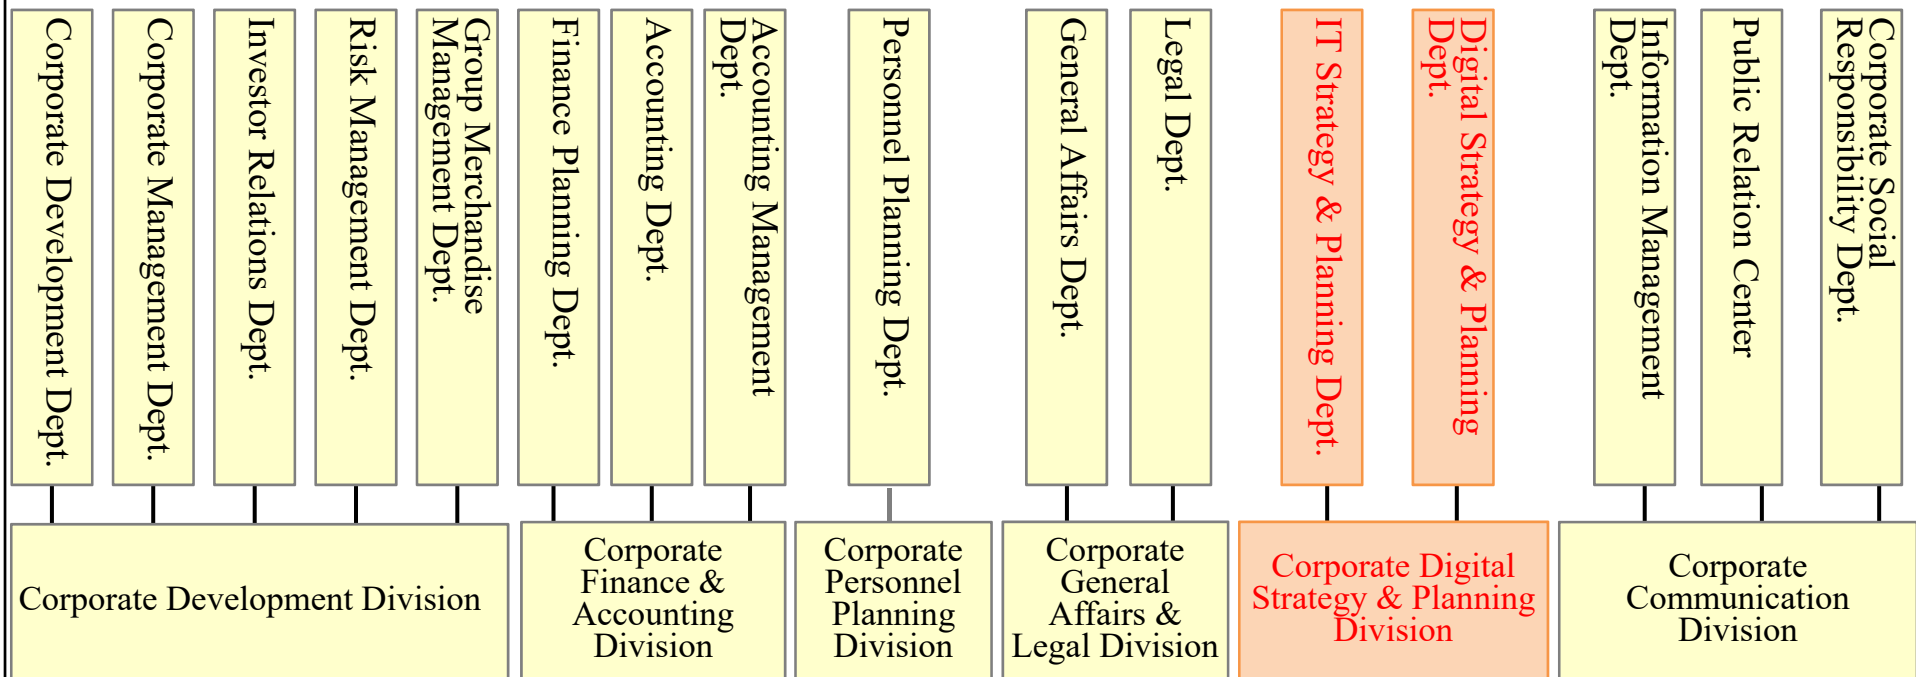 Corporate Development Dept.
Corporate Management Dept.
Investor Relations Dept.
Risk Management Dept.
Group Merchandise
Management Dept.
Finance Planning Dept.
Accounting Dept.
Accounting Management
Dept.
Personnel Planning Dept.
General Affairs Dept.
Legal Dept.
IT Strategy & Planning Dept.
Digital Strategy & Planning
Dept.
Information Management
Dept.
Public Relation Center
Corporate Social
Responsibility Dept.
Corporate Development Division
Corporate
Finance &
Accounting
Division
Corporate
Personnel
Planning
Division
Corporate
General
Affairs &
Legal Division
Corporate Digital
Strategy & Planning
Division
Corporate
Communication
Division